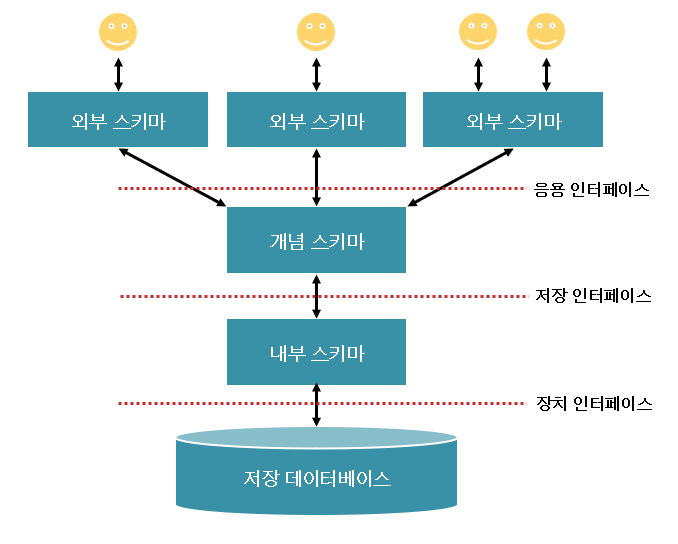 외부 스키마
외부 스키마
외부 스키마
응용 인터페이스
개념 스키마
저장 인터페이스
내부 스키마
장치 인터페이스
저장 데이터베이스